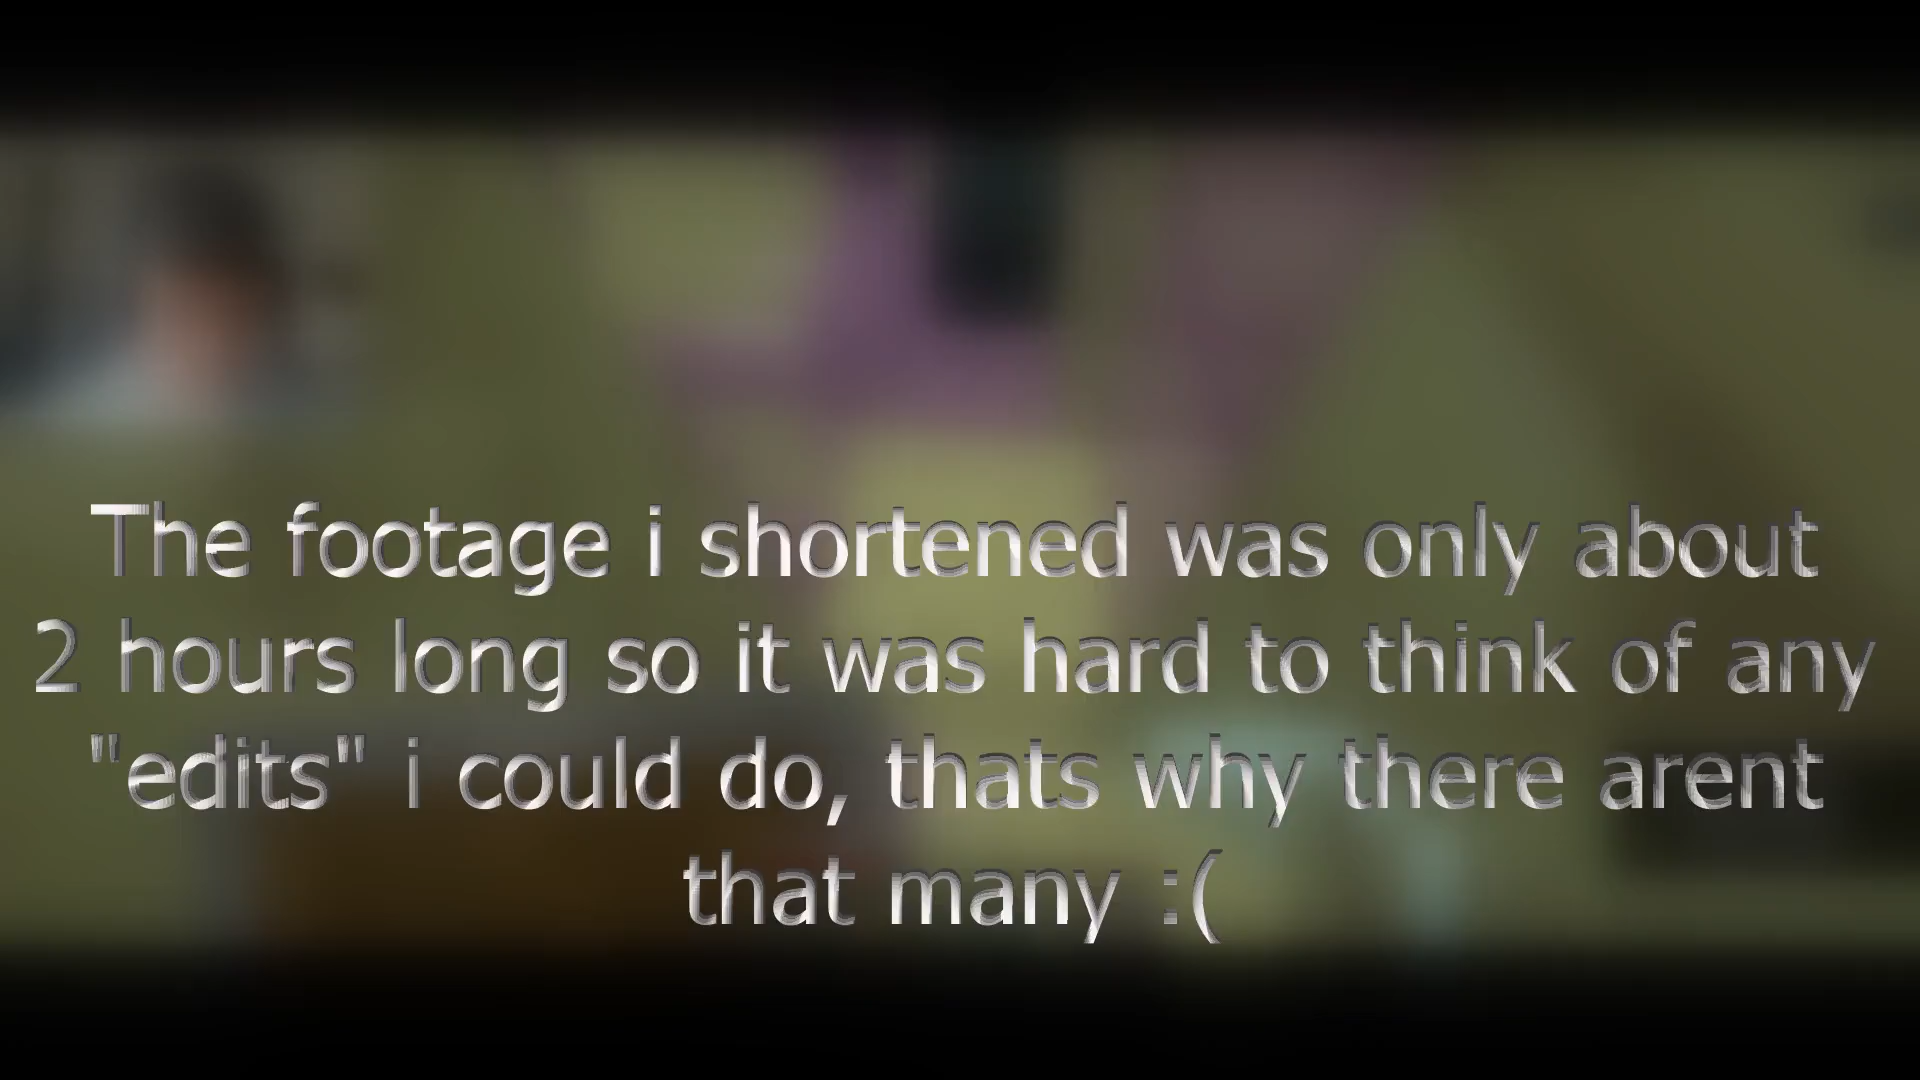 The footage i shortened was only about
2 hours long so it was hard to think of any
"edits" i could do, thats why there arent
that many :(